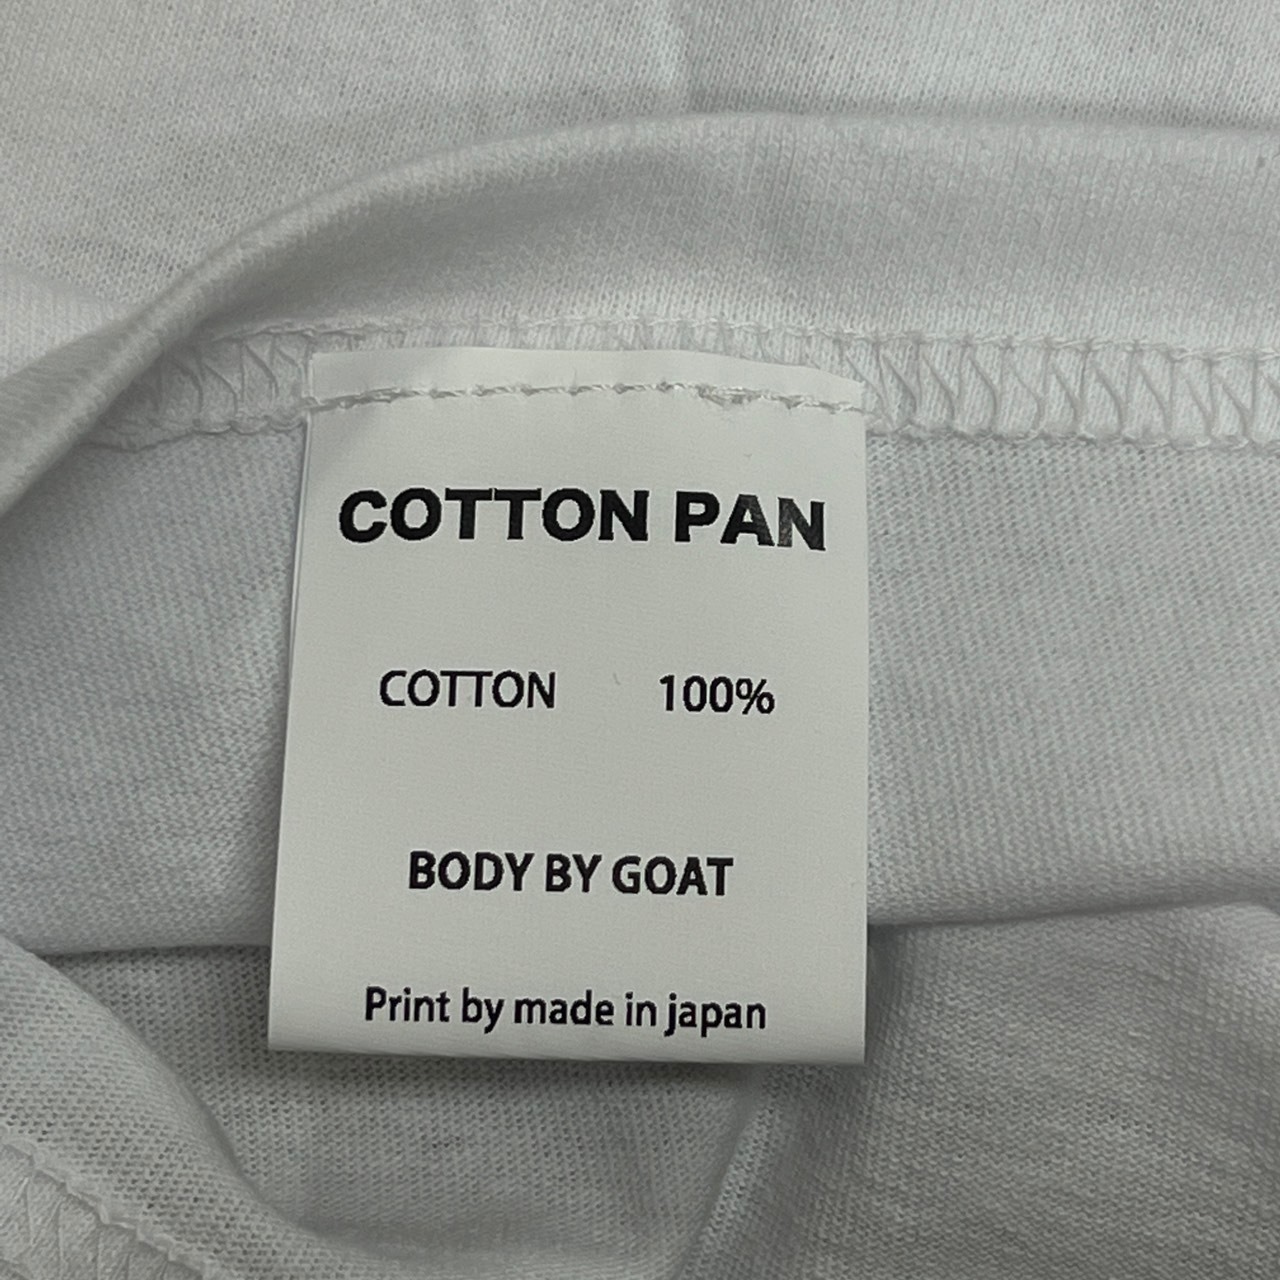 COTTON PAN
COTTON 100%
BODY BY GOAT
Print by made in japan